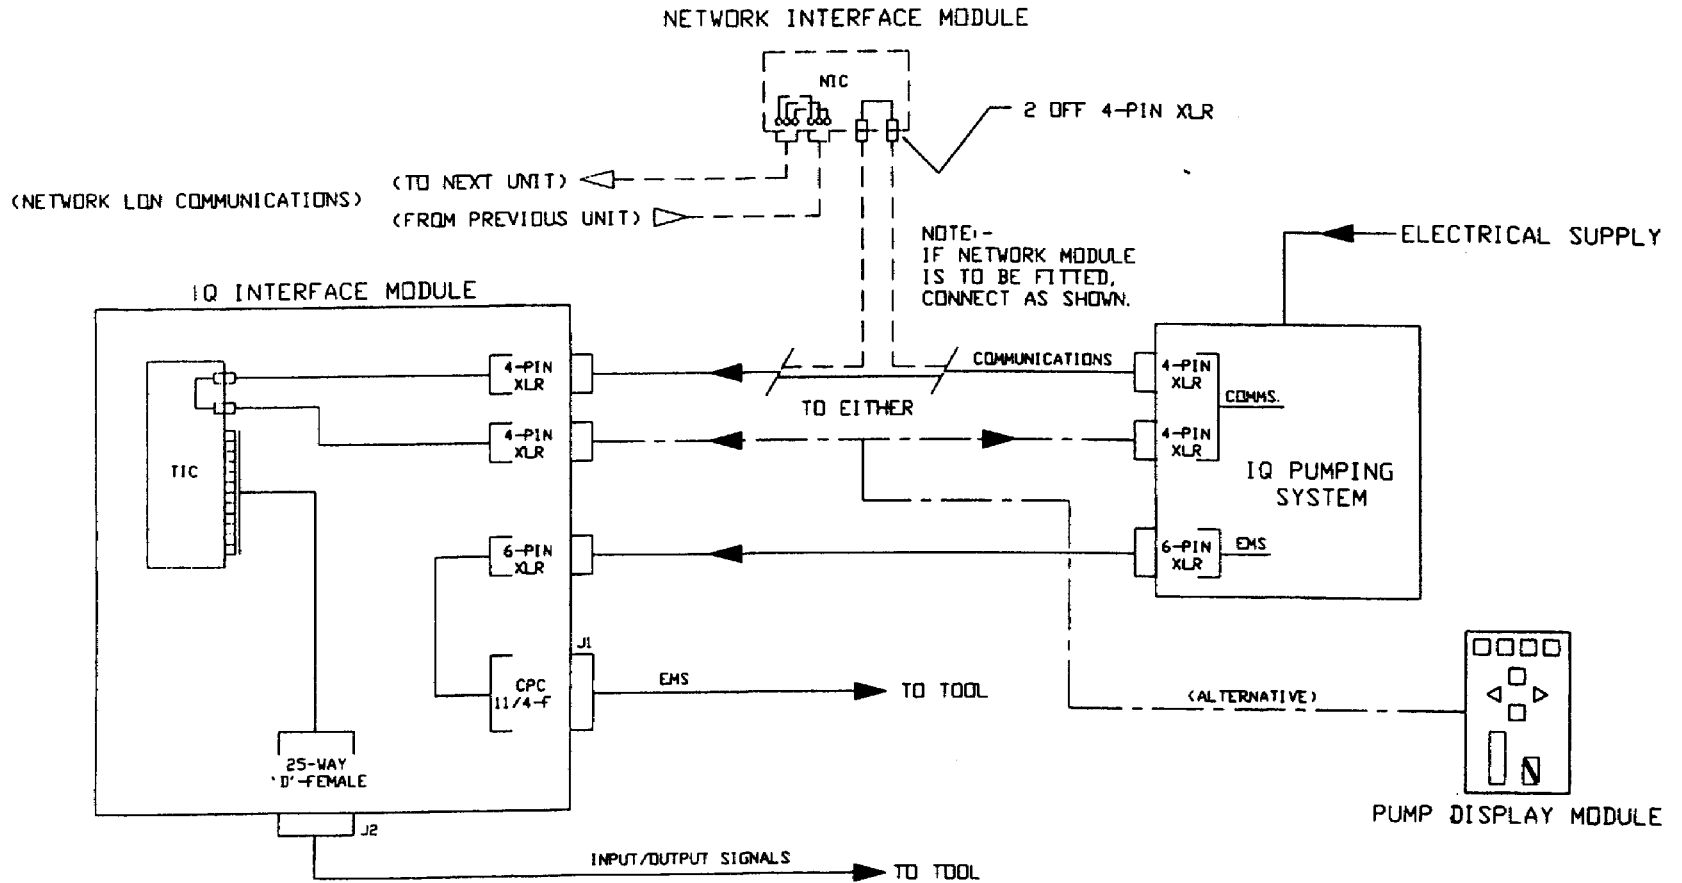 NETWORK INTERFACE MODULE
NIC
2 OFF 4-PIN XLR
(TO NEXT UNIT)
(NETWORK LON COMMUNICATIONS)
(FROM PREVIOUS UNIT)
NOTE:-
IF NETWORK MODULE
IS TO BE FITTED,
CONNECT AS SHOWN.
ELECTRICAL SUPPLY
IQ INTERFACE MODULE
4-PIN
XLR
COMMUNICATIONS
4-PIN
XLR
COMMS.
TO EITHER
4-PIN
XLR
4-PIN
XLR
TIC
IQ PUMPING
SYSTEM
6-PIN
XLR
6-PIN
XLR
EMS
J1
CPC
11/4-F
EMS
TO TOOL
(ALTERNATIVE)
25-WAY
'D'-FEMALE
J2
PUMP DISPLAY MODULE
INPUT/OUTPUT SIGNALS
TO TOOL